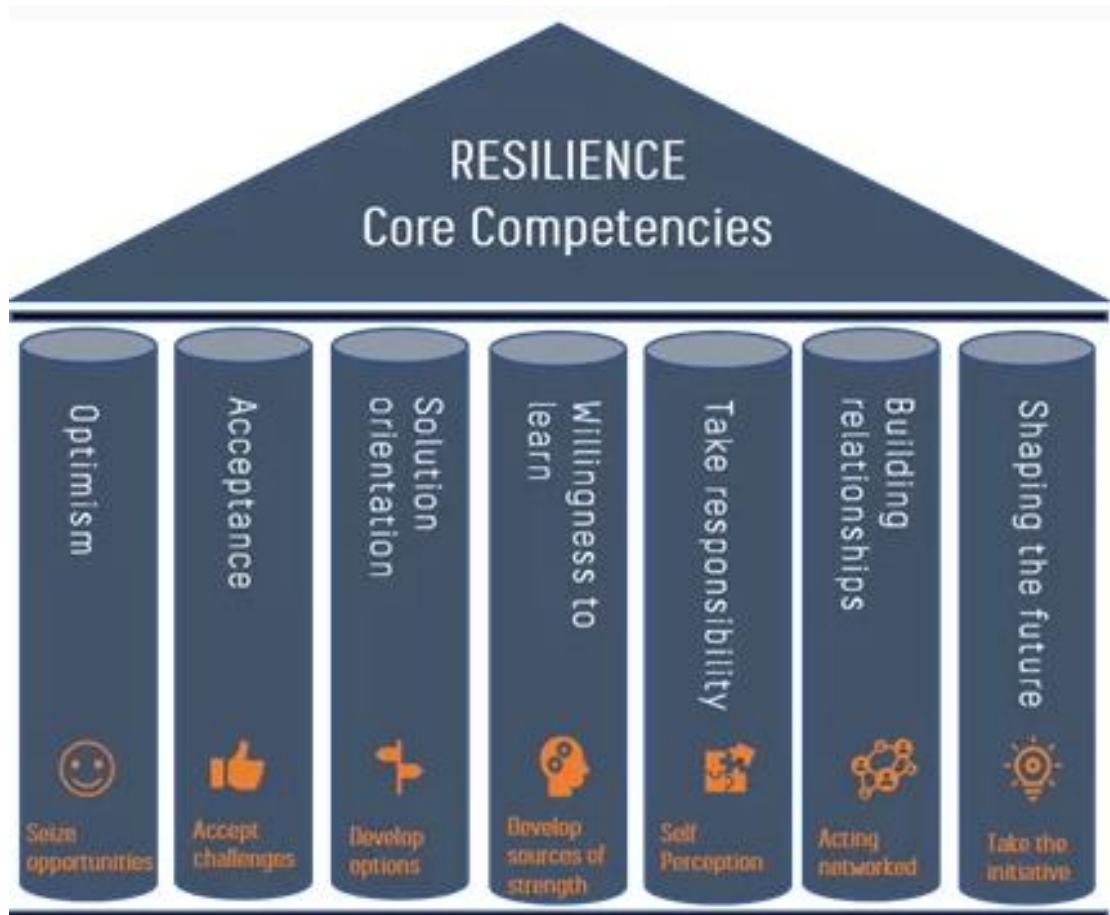 RESILIENCE
Core Competencies
Optimism
Seize
opportunities
Acceptance
Accept
challenges
Solution
orientation
Develop
options
Willingness to
learn
Develop
sources of
strength
Take responsibility
Self
Perception
Building
relationships
Acting
networked
Shaping the future
Take the
initiative